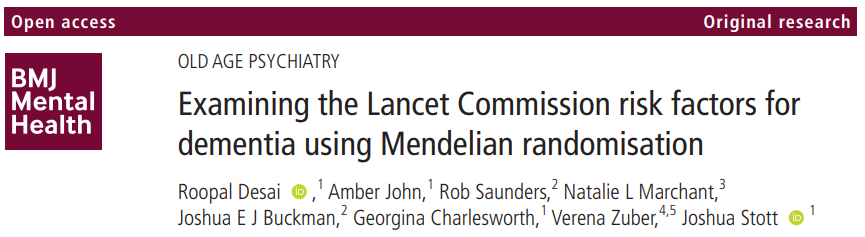 Open access
Original research
BMJ
Mental
Health
OLD AGE PSYCHIATRY
Examining the Lancet Commission risk factors for
dementia using Mendelian randomisation
Roopal Desai iD ,1 Amber John,1 Rob Saunders,2 Natalie L Marchant,3
Joshua E J Buckman,2 Georgina Charlesworth,1 Verena Zuber,4,5 Joshua Stott iD 1